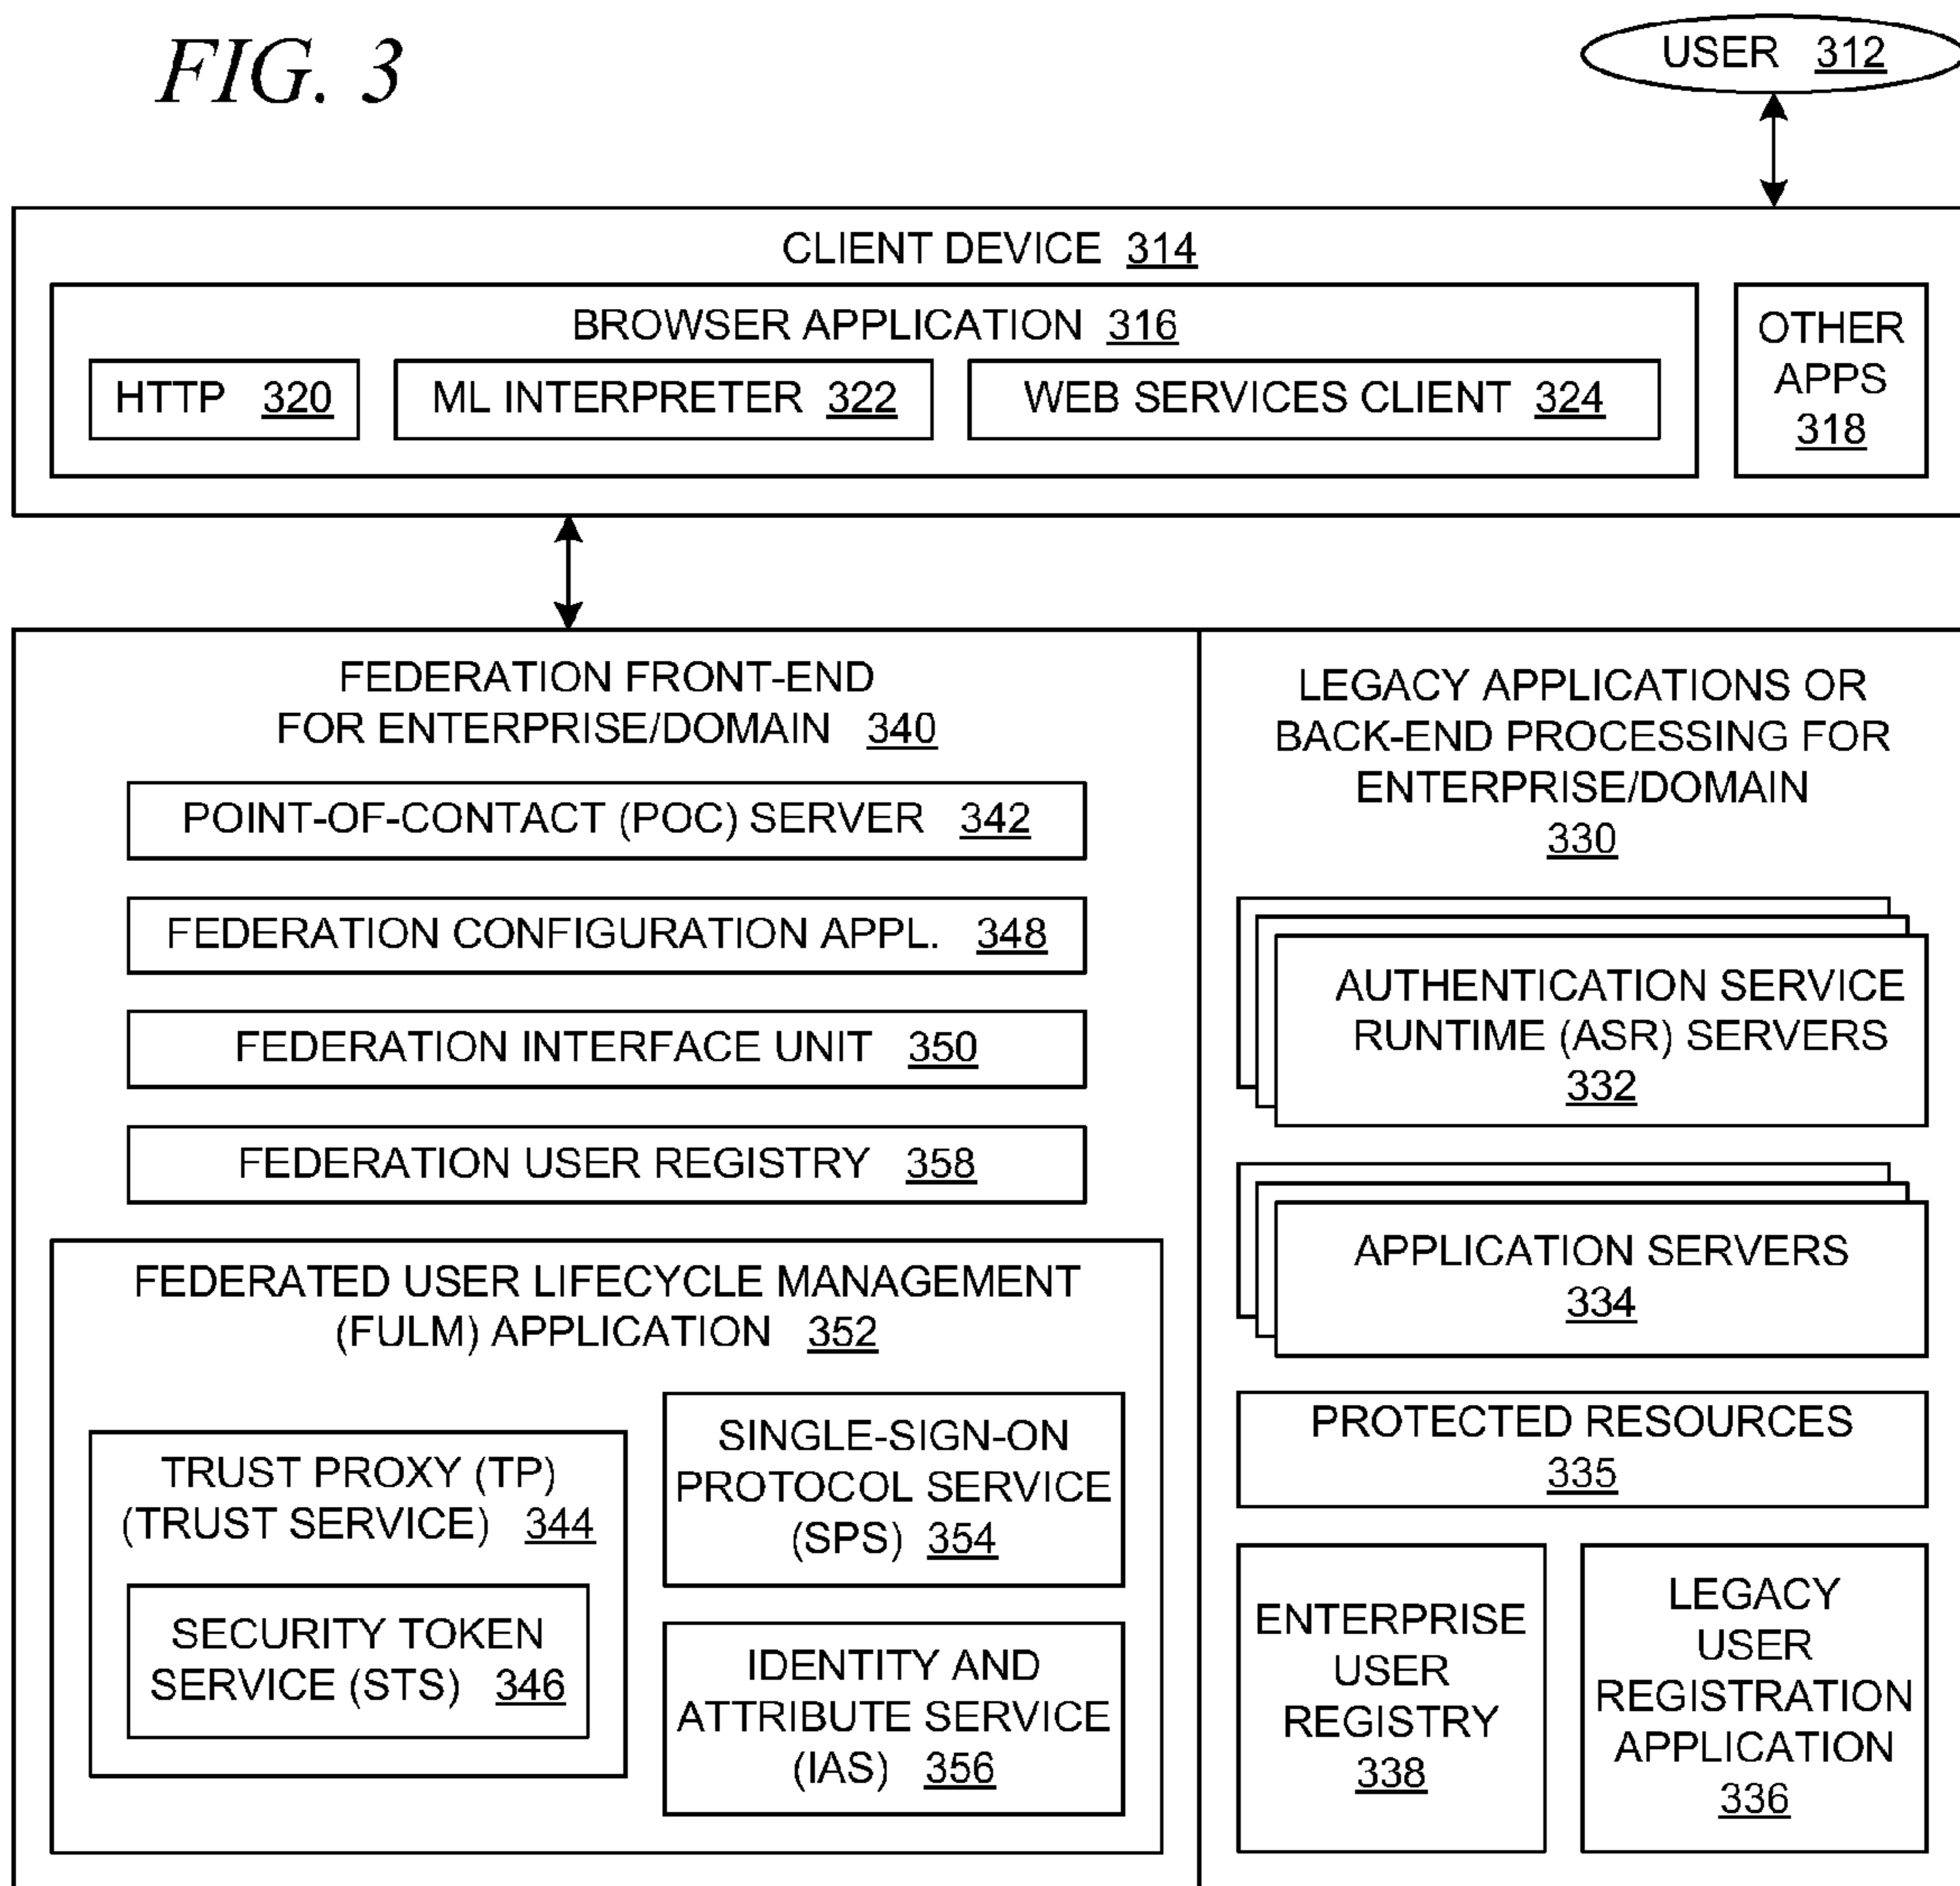 FIG. 3
USER 312
CLIENT DEVICE 314
BROWSER APPLICATION 316
HTTP 320
ML INTERPRETER 322
WEB SERVICES CLIENT 324
OTHER
APPS
318
FEDERATION FRONT-END
FOR ENTERPRISE/DOMAIN 340
POINT-OF-CONTACT (POC) SERVER 342
FEDERATION CONFIGURATION APPL. 348
FEDERATION INTERFACE UNIT 350
FEDERATION USER REGISTRY 358
FEDERATED USER LIFECYCLE MANAGEMENT
(FULM) APPLICATION 352
TRUST PROXY (TP)
(TRUST SERVICE) 344
SECURITY TOKEN
SERVICE (STS) 346
SINGLE-SIGN-ON
PROTOCOL SERVICE
(SPS) 354
IDENTITY AND
ATTRIBUTE SERVICE
(IAS) 356
LEGACY APPLICATIONS OR
BACK-END PROCESSING FOR
ENTERPRISE/DOMAIN
330
AUTHENTICATION SERVICE
RUNTIME (ASR) SERVERS
332
APPLICATION SERVERS
334
PROTECTED RESOURCES
335
ENTERPRISE
USER
REGISTRY
338
LEGACY
USER
REGISTRATION
APPLICATION
336